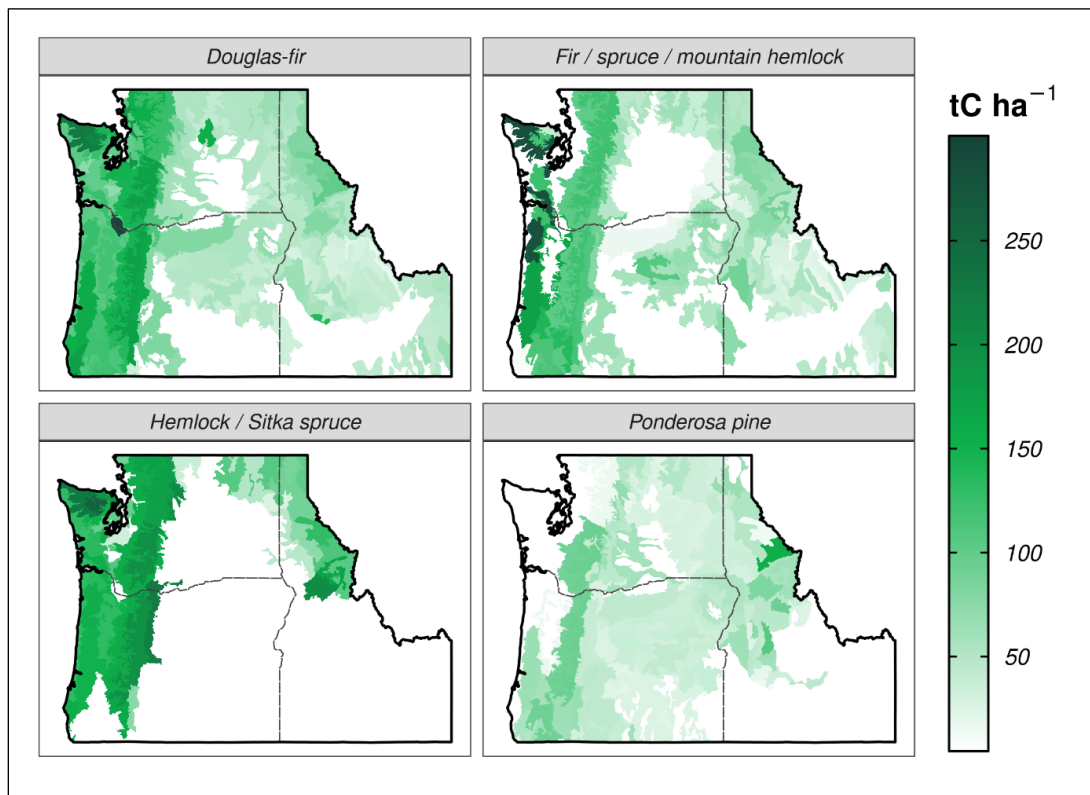 Douglas-fir
Fir / spruce / mountain hemlock
Hemlock / Sitka spruce
Ponderosa pine
tC ha⁻¹
250
200
150
100
50